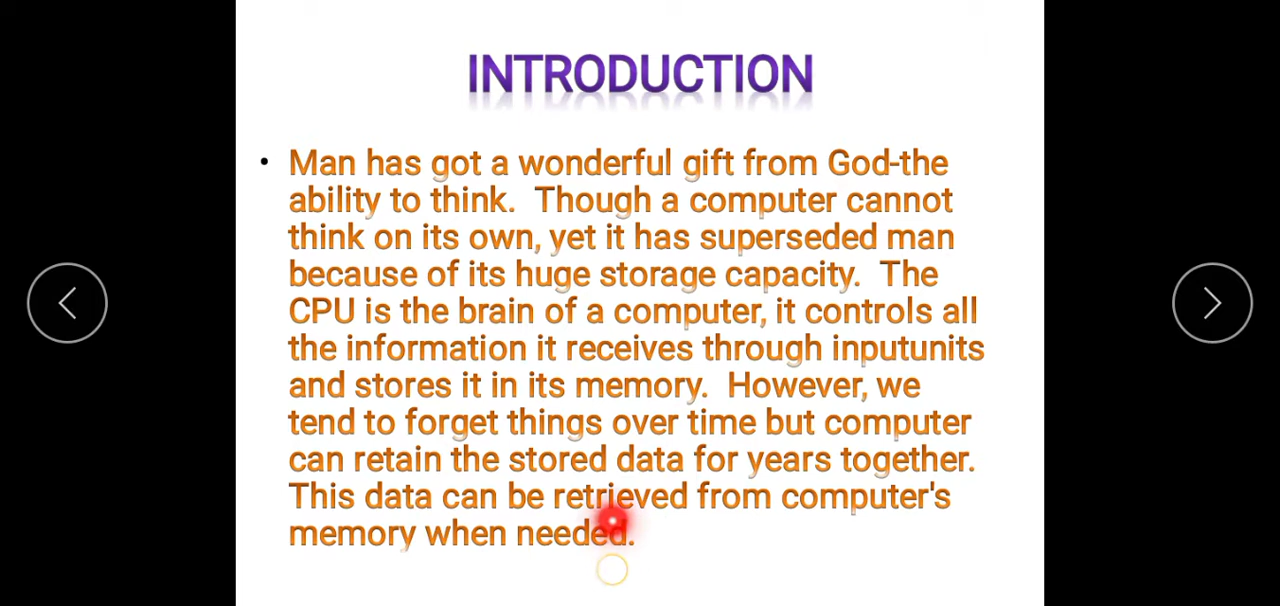 INTRODUCTION
• Man has got a wonderful gift from God-the
ability to think.  Though a computer cannot
think on its own, yet it has superseded man
because of its huge storage capacity.  The
CPU is the brain of a computer, it controls all
the information it receives through inputunits
and stores it in its memory.  However, we
tend to forget things over time but computer
can retain the stored data for years together.
This data can be retrieved from computer's
memory when needed.